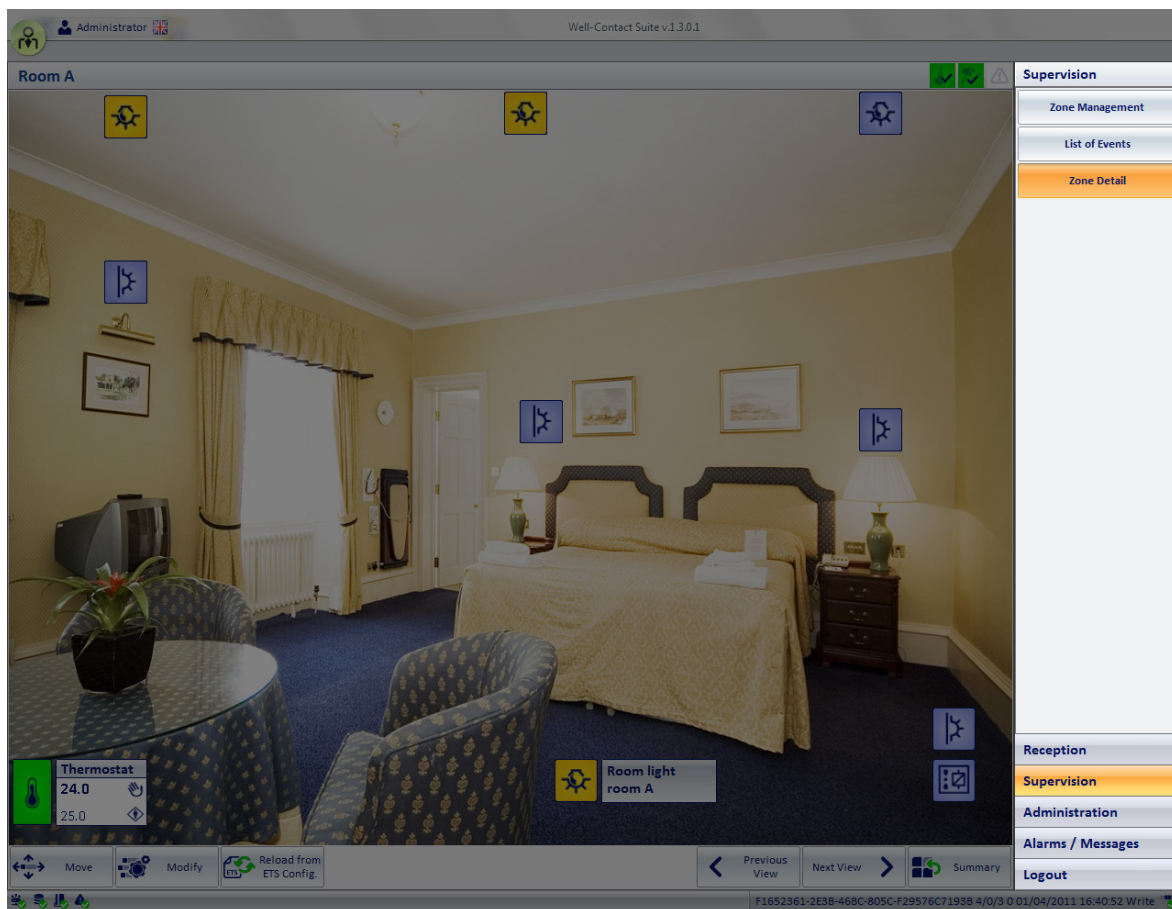 Administrator
Well-Contact Suite v.1.3.0.1
Room A
Supervision
Zone Management
List of Events
Zone Detail
Thermostat
24.0
25.0
Room light
room A
Reception
Supervision
Administration
Alarms / Messages
Logout
Move
Modify
ETS
Reload from
ETS Config.
Previous
View
Next View
Summary
F1652361-2E3B-46BC-805C-F29576C7193B 4/0/3 0 01/04/2011 16:40:52 Write